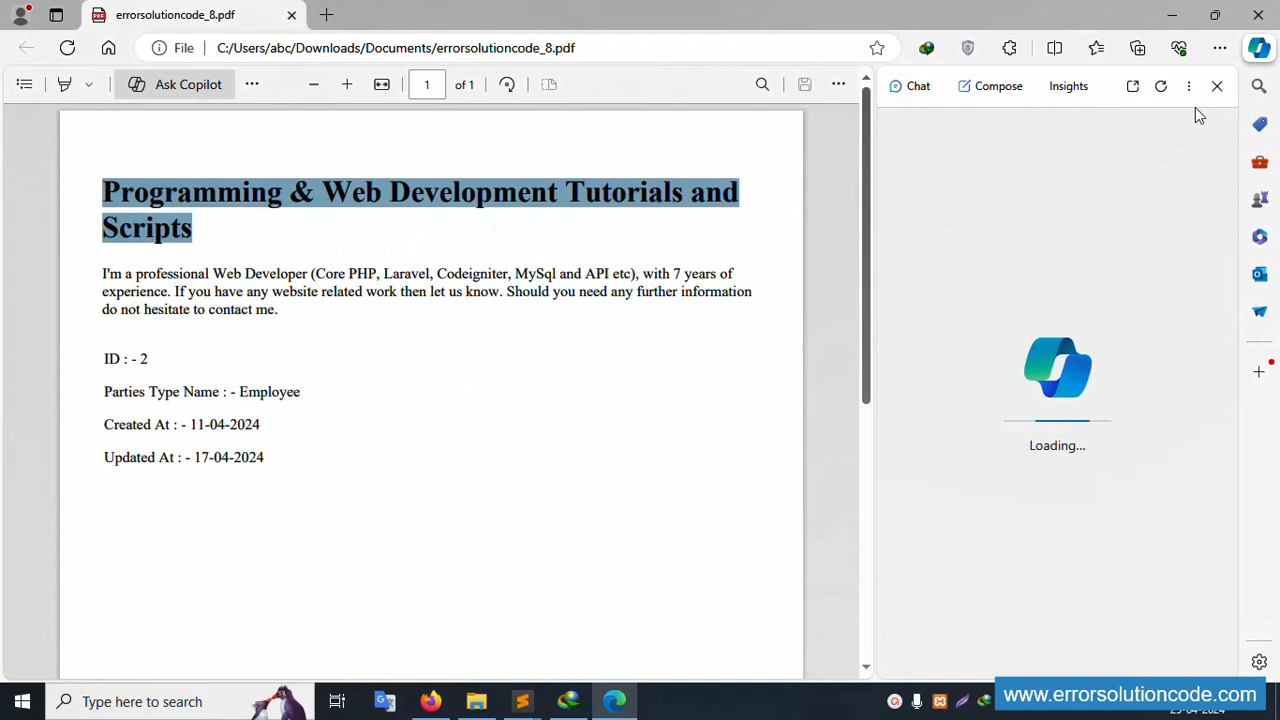 errorsolutioncode_8.pdf
File
C:/Users/abc/Downloads/Documents/errorsolutioncode_8.pdf
Ask Copilot
1
of 1
Chat
Compose
Insights
Programming & Web Development Tutorials and
Scripts
I'm a professional Web Developer (Core PHP, Laravel, Codeigniter, MySql and API etc), with 7 years of
experience. If you have any website related work then let us know. Should you need any further information
do not hesitate to contact me.
ID : - 2
Parties Type Name : - Employee
Created At : - 11-04-2024
Updated At : - 17-04-2024
Loading...
Type here to search
www.errorsolutioncode.com